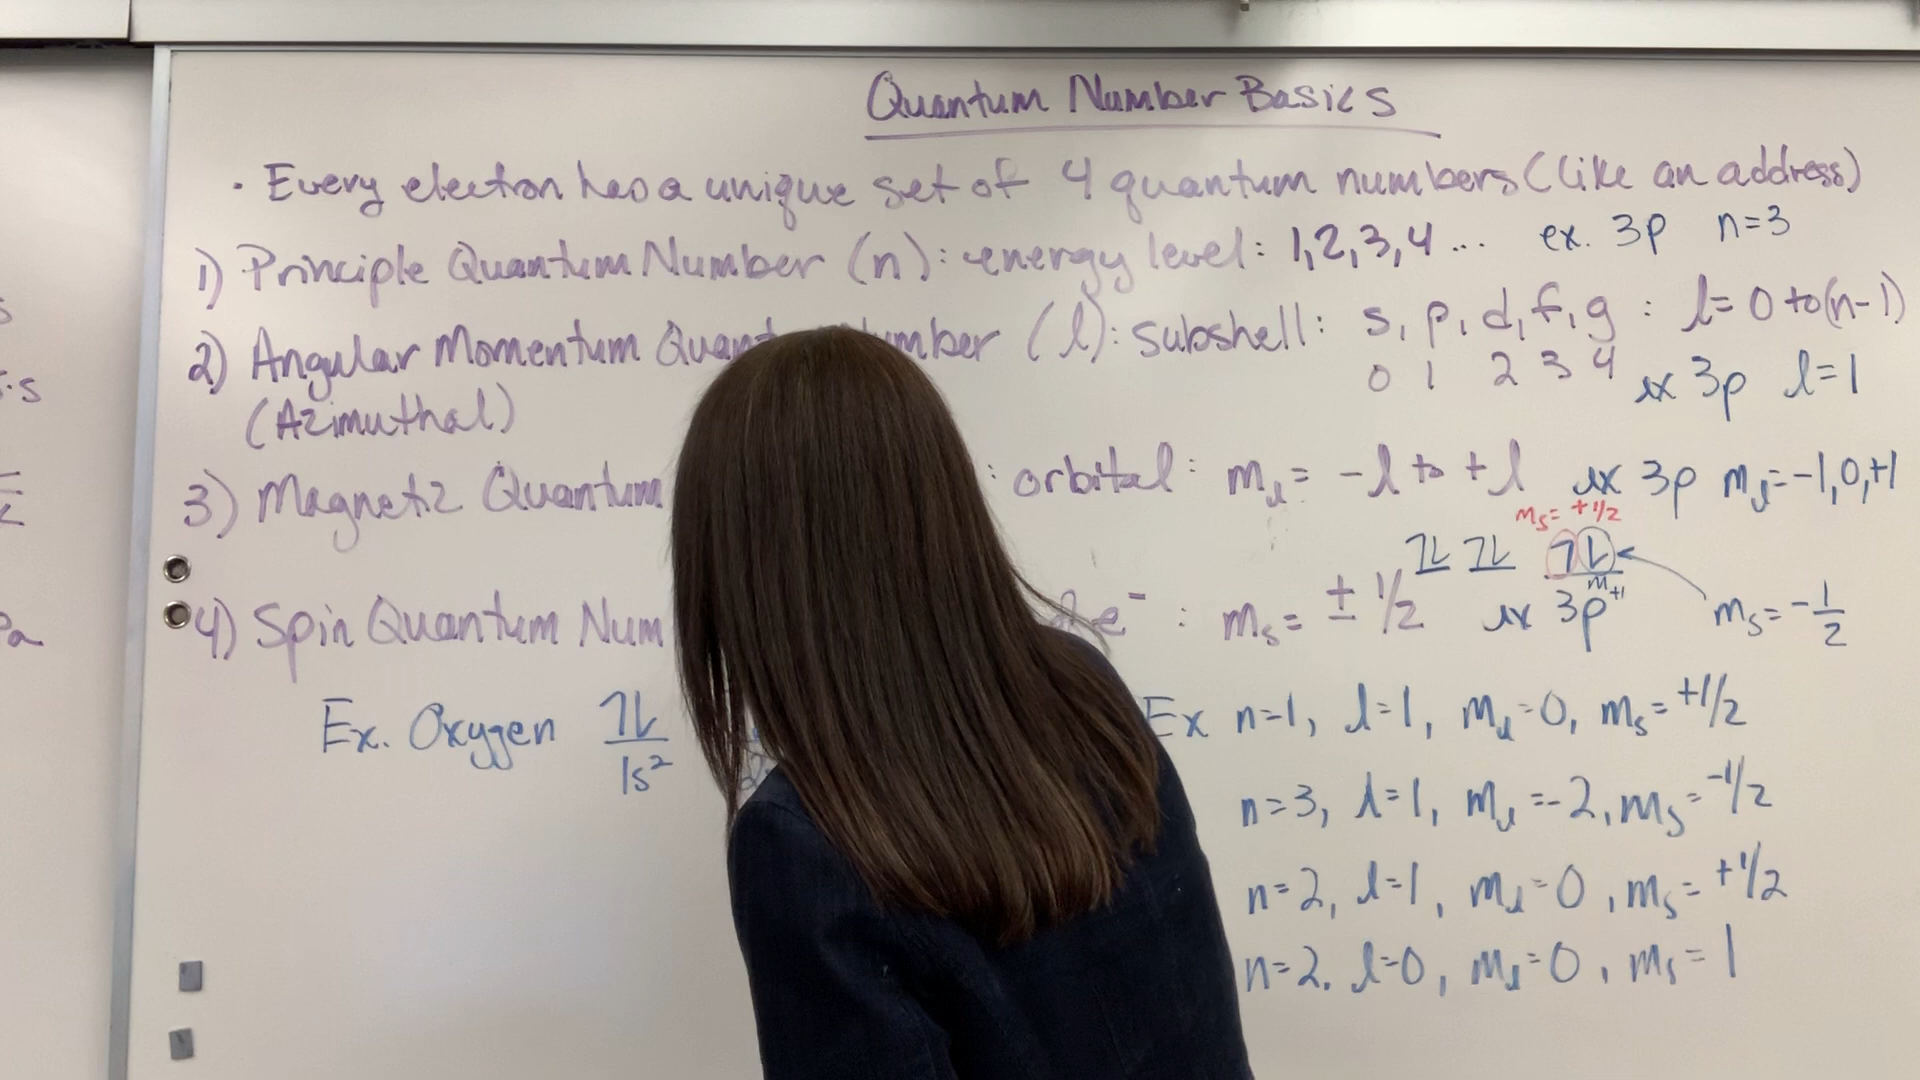 Quantum Number Basics
• Every electron has a unique set of 4 quantum numbers (like an address)
1) Principle Quantum Number (n): energy level: 1,2,3,4... ex. 3p n=3
2) Angular Momentum Quant mber (l): subshell: s, p, d, f, g : l= 0 to (n-1)
0 1 2 3 4 ex 3p l=1
(Azimuthal)
3) Magnetic Quantum : orbital: ml= -l to +l ex 3p ml=-1,0,+1
ms= +1/2
4) Spin Quantum Num e⁻ : ms= ± 1/2 ex 3p ms= -1/2
Ex. Oxygen 1s²
Ex n=1, l=1, ml=0, ms=+1/2
n=3, l=1, ml=-2, ms=-1/2
n=2, l=1, ml=0, ms=+1/2
n=2. l=0, ml=0, ms=1